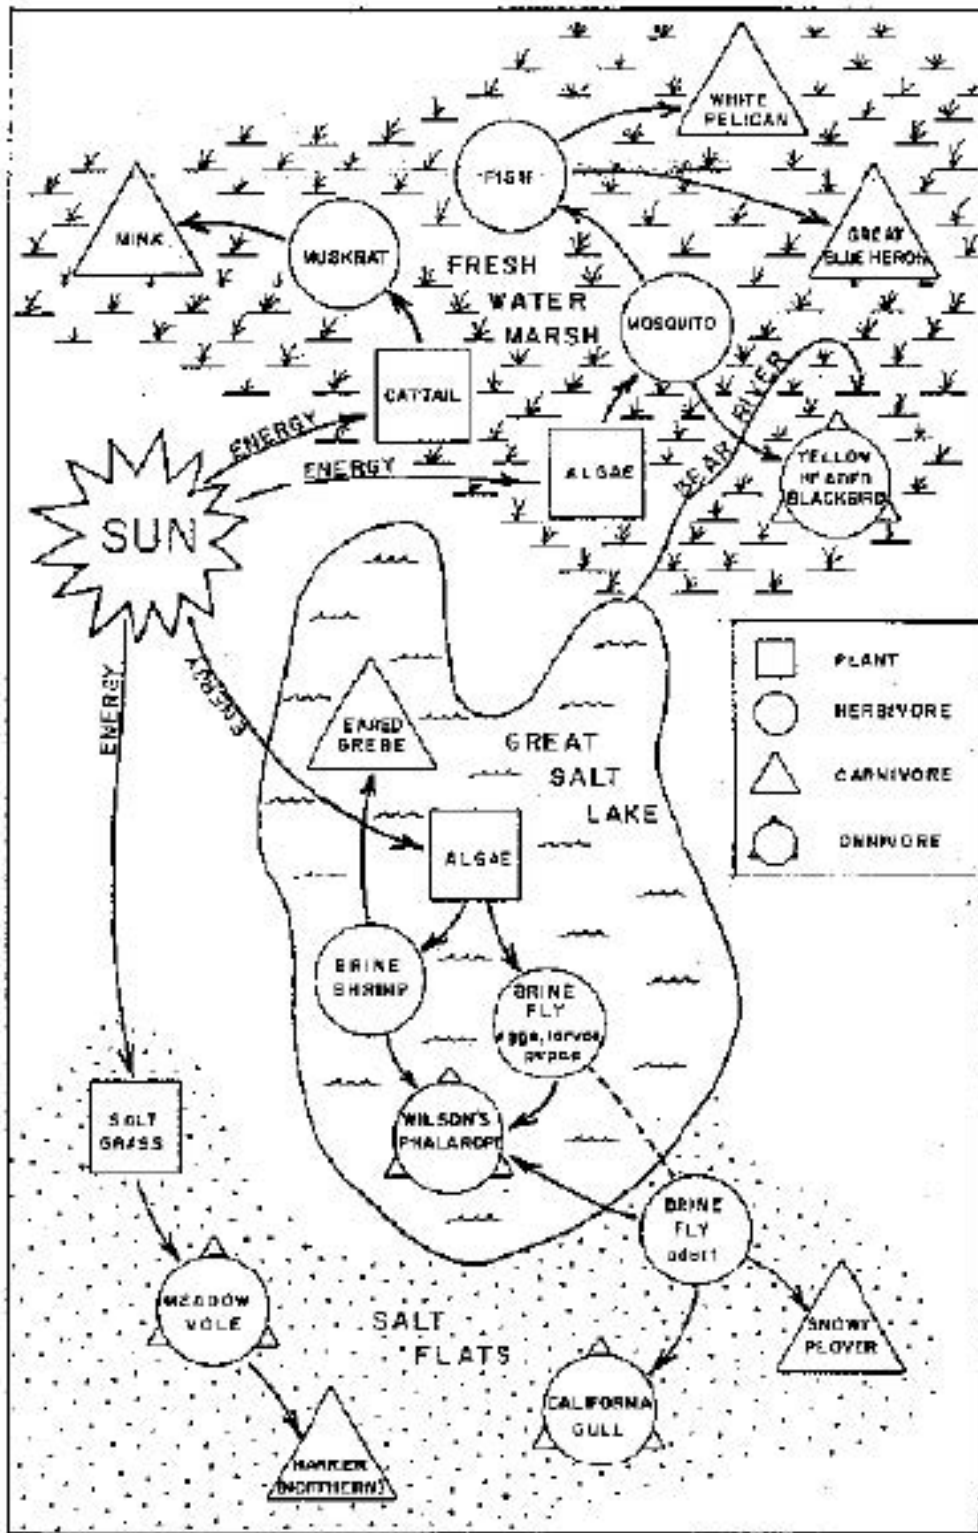 WHITE
PELICAN
FISH
GREAT
BLUE HERON
MINK
MUSKRAT
FRESH
WATER
MARSH
MOSQUITO
CATTAIL
BEAR RIVER
ENERGY
ENERGY
ALGAE
YELLOW
HEADED
BLACKBIRD
SUN
PLANT
HERBIVORE
CARNIVORE
OMNIVORE
ENERGY
ENERGY
EARED
GREBE
GREAT
SALT
LAKE
ALGAE
BRINE
SHRIMP
BRINE
FLY
eggs, larvae,
pupae
SALT
GRASS
WILSON'S
PHALAROPE
BRINE
FLY
adult
MEADOW
VOLE
SALT
FLATS
SNOWY
PLOVER
CALIFORNIA
GULL
HARRIER
(NORTHERN)